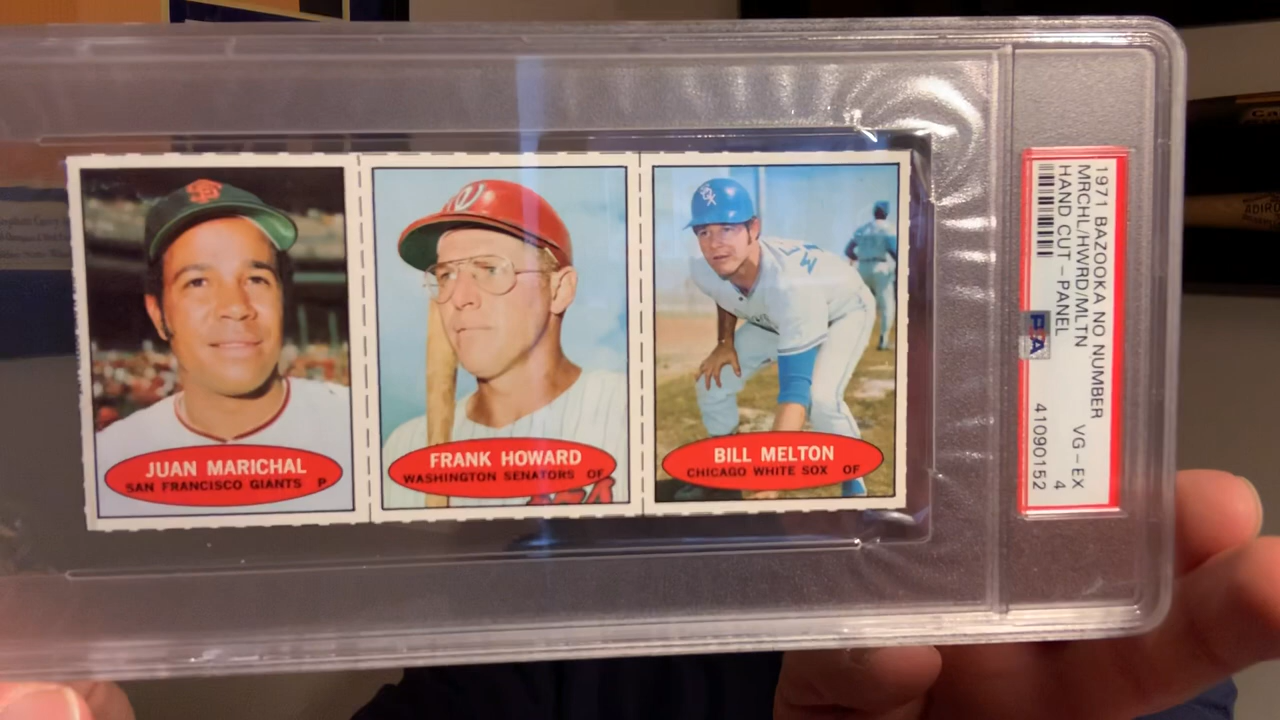 JUAN MARICHAL
SAN FRANCISCO GIANTS P
FRANK HOWARD
WASHINGTON SENATORS OF
BILL MELTON
CHICAGO WHITE SOX OF
1971 BAZOOKA NO NUMBER
MRCHL/HWRD/MLTN VG-EX
HAND CUT-PANEL 4
PSA 41090152